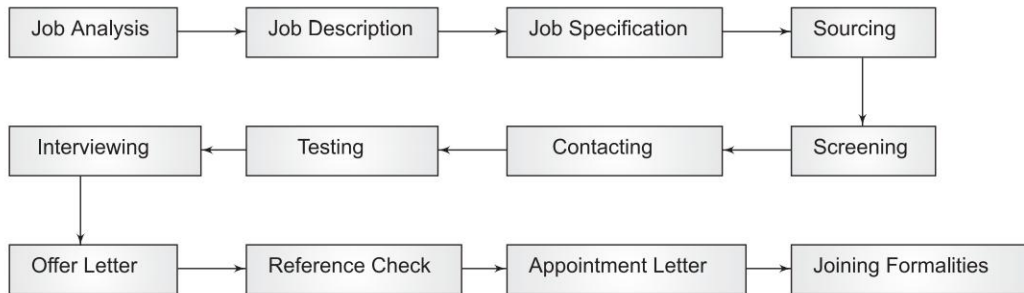 Job Analysis
Job Description
Job Specification
Sourcing
Interviewing
Testing
Contacting
Screening
Offer Letter
Reference Check
Appointment Letter
Joining Formalities